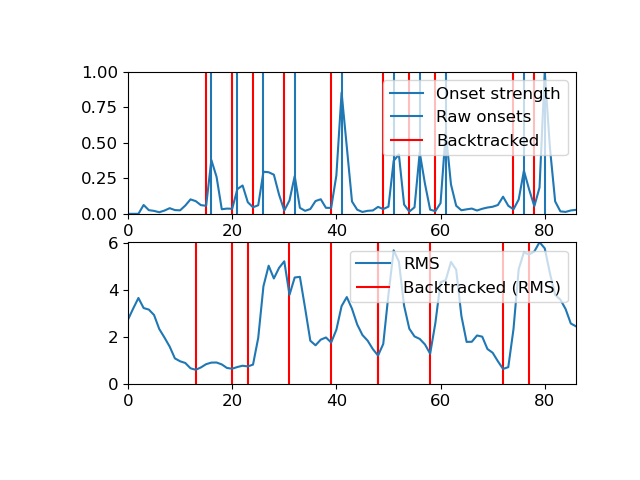 1.00
0.75
0.50
0.25
0.00
Onset strength
Raw onsets
Backtracked
0 20 40 60 80
6
4
2
0
RMS
Backtracked (RMS)
0 20 40 60 80